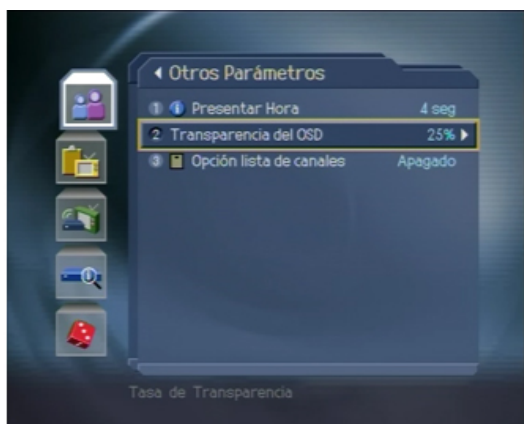 Otros Parámetros
1 Presentar Hora 4 seg
2 Transparencia del OSD 25%
3 Opción lista de canales Apagado
Tasa de Transparencia